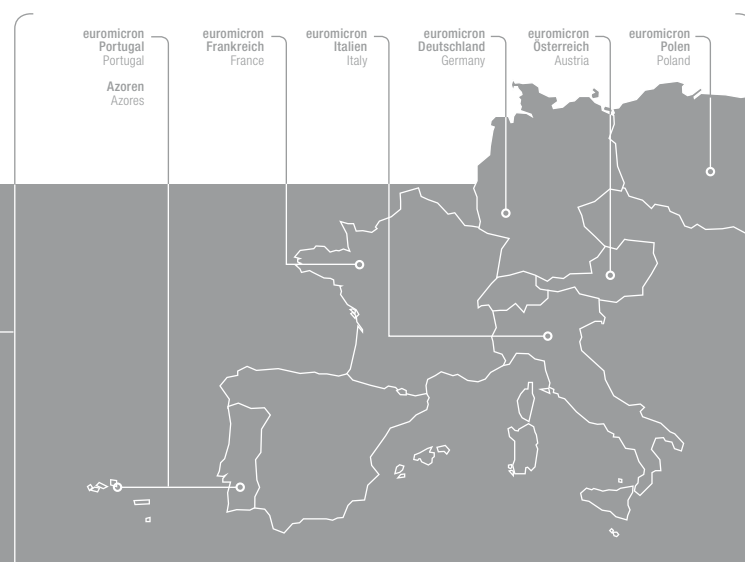 euromicron
Portugal
Portugal
Azoren
Azores
euromicron
Frankreich
France
euromicron
Italien
Italy
euromicron
Deutschland
Germany
euromicron
Österreich
Austria
euromicron
Polen
Poland